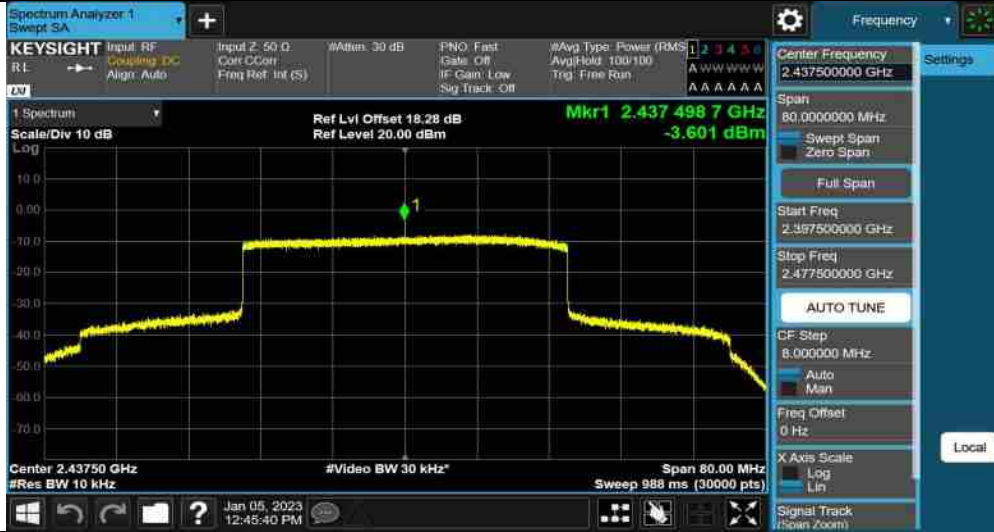 Spectrum Analyzer 1
Swept SA
+
Frequency
KEYSIGHT
RL
Input: RF
Coupling: DC
Align: Auto
Input Z: 50 Ω
Corr CCorr
Freq Ref: Int (S)
#Atten: 30 dB
PNO: Fast
Gate: Off
IF Gain: Low
Sig Track: Off
#Avg Type: Power (RMS
Avg|Hold: 100/100
Trig: Free Run
1 2 3 4 5 6
A W W W W W
A A A A A A
1 Spectrum
Scale/Div 10 dB
Ref Lvl Offset 18.28 dB
Ref Level 20.00 dBm
Mkr1 2.437 498 7 GHz
-3.601 dBm
Log
10.0
0.00
-10.0
-20.0
-30.0
-40.0
-50.0
-60.0
-70.0
1
Center 2.43750 GHz
#Res BW 10 kHz
#Video BW 30 kHz*
Span 80.00 MHz
Sweep 988 ms (30000 pts)
?
Jan 05, 2023
12:45:40 PM
Center Frequency
2.437500000 GHz
Span
80.0000000 MHz
Swept Span
Zero Span
Full Span
Start Freq
2.397500000 GHz
Stop Freq
2.477500000 GHz
AUTO TUNE
CF Step
8.000000 MHz
Auto
Man
Freq Offset
0 Hz
X Axis Scale
Log
Lin
Signal Track
(Span Zoom)
Settings
Local